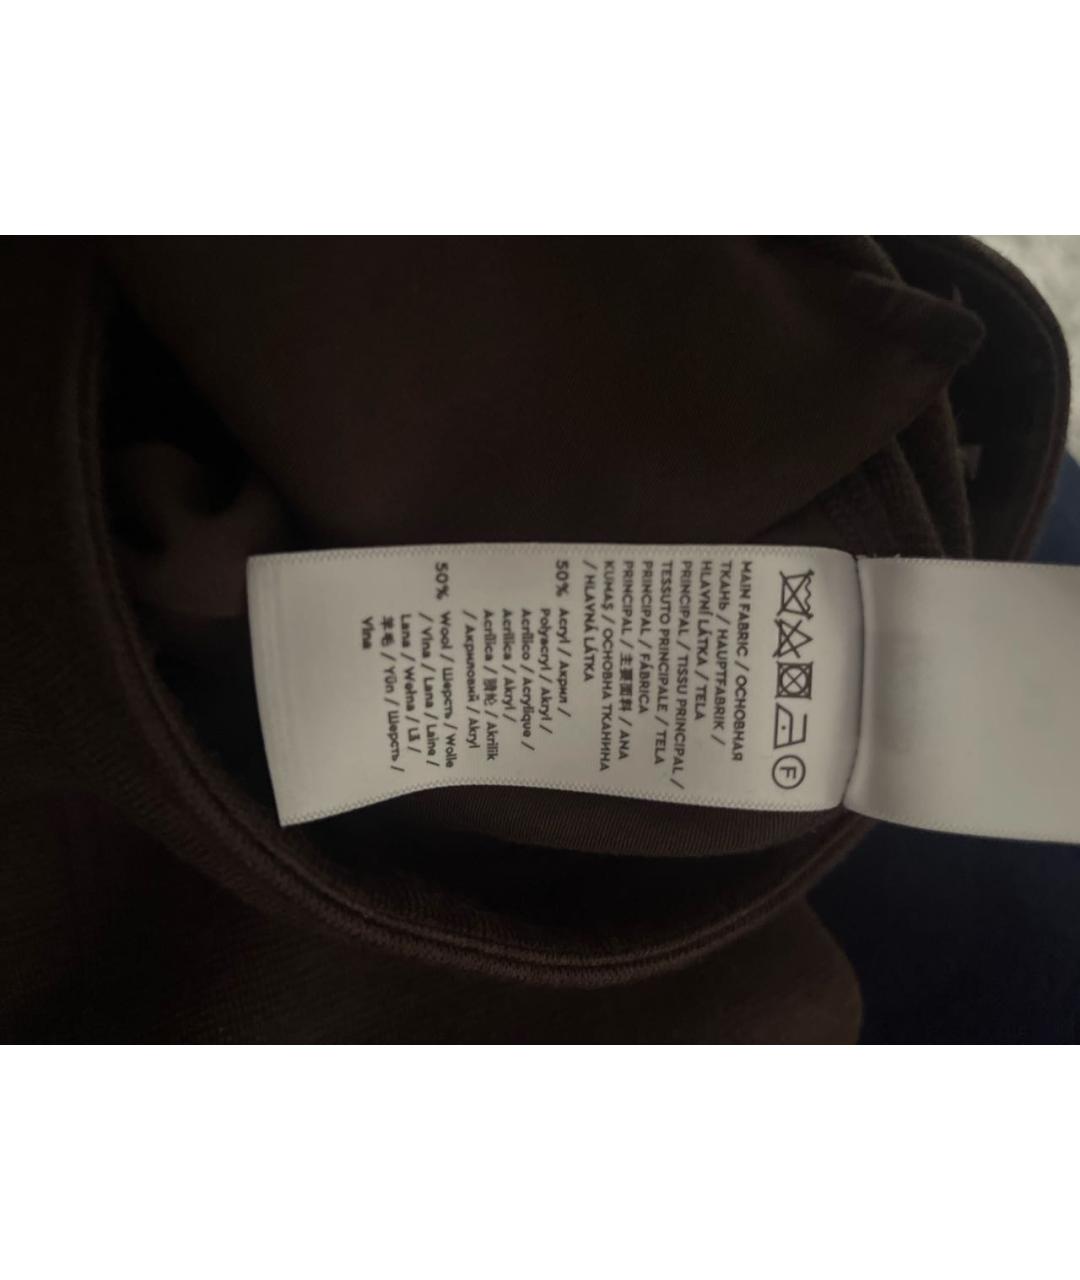 F
MAIN FABRIC / ОСНОВНАЯ
ТКАНЬ / HAUPTFABRIK /
HLAVNÍ LÁTKA / TELA
PRINCIPAL / TISSU PRINCIPAL /
TESSUTO PRINCIPALE / TELA
PRINCIPAL / FÁBRICA
PRINCIPAL / 主要面料 / ANA
KUMAŞ / ОСНОВНА ТКАНИНА
/ HLAVNÁ LÁTKA
50% Acryl / Акрил /
Polyacryl / Akryl /
Acrílico / Acrylique /
Acrilica / Akryl /
Acrílica / 腈纶 / Akrilik
/ Акриловий / Akryl
50% Wool / Шерсть / Wolle
/ Vlna / Lana / Laine /
Lana / Wełna / Lã /
羊毛 / Yün / Шерсть /
Vlna